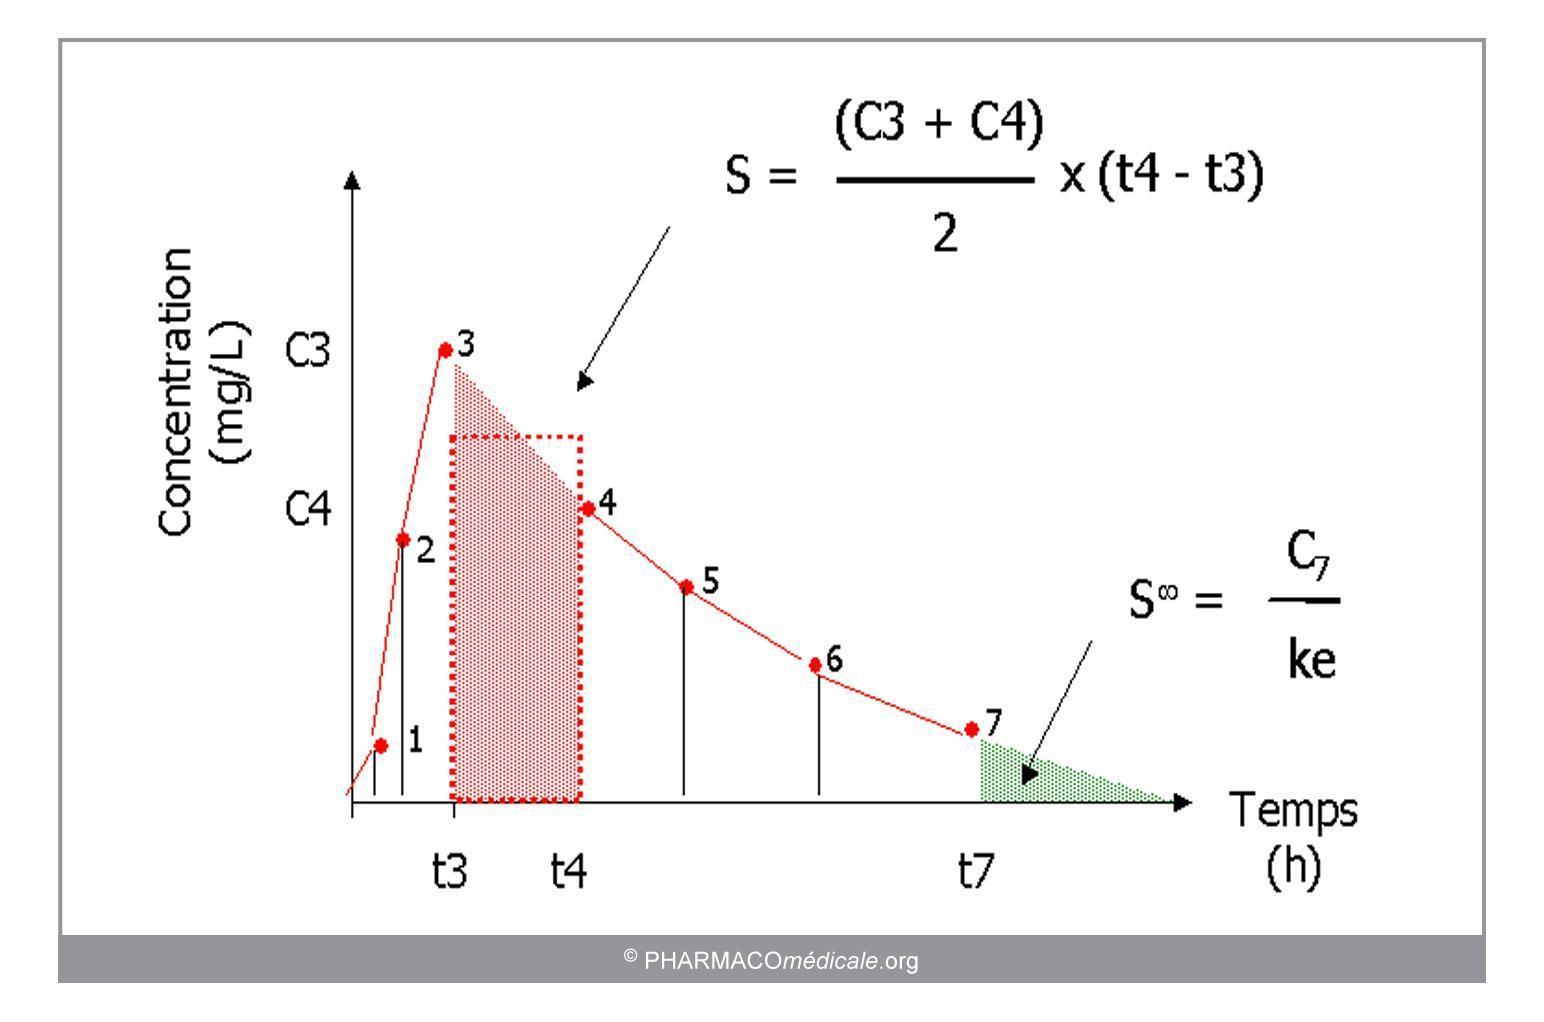 (C3 + C4)
S = ―――― x (t4 - t3)
2
Concentration
(mg/L)
C3
3
C4
4
2
5
C7
S∞ = ――
ke
6
1
7
Temps
(h)
t3
t4
t7
© PHARMACOmédicale.org